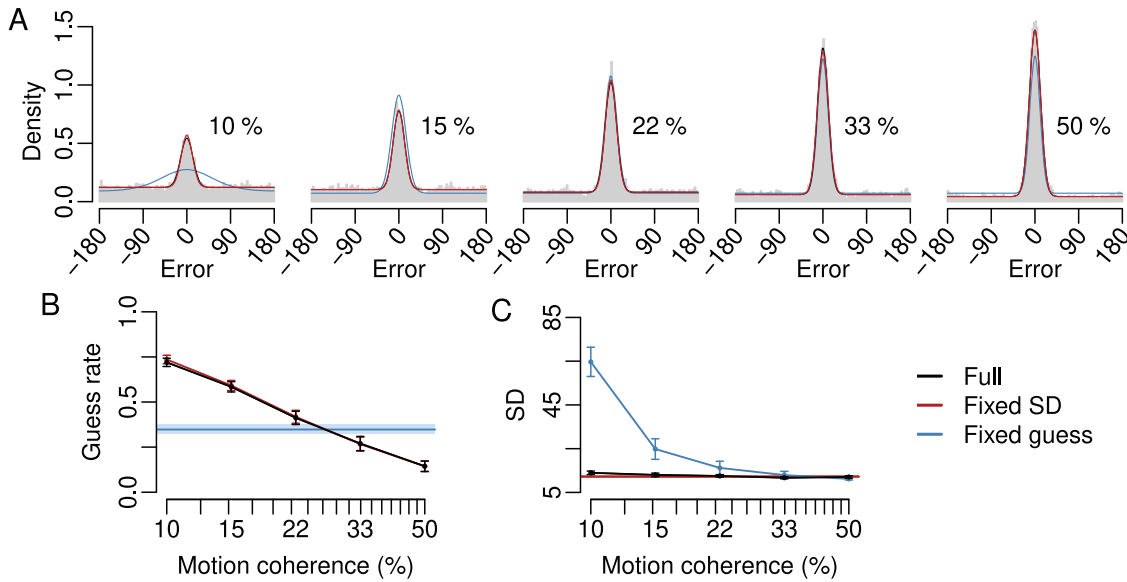 A
Density
0.0 0.5 1.0 1.5
10 %
15 %
22 %
33 %
50 %
−180 −90 0 90 180
−180 −90 0 90 180
−180 −90 0 90 180
−180 −90 0 90 180
−180 −90 0 90 180
Error
Error
Error
Error
Error
B
Guess rate
0.0 0.5 1.0
10 15 22 33 50
Motion coherence (%)
C
SD
5 45 85
10 15 22 33 50
Motion coherence (%)
Full
Fixed SD
Fixed guess